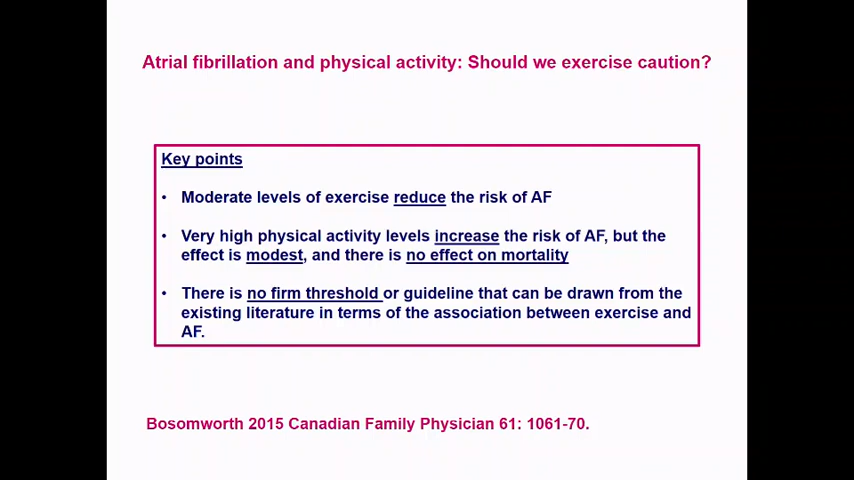 Atrial fibrillation and physical activity: Should we exercise caution?
Key points
• Moderate levels of exercise reduce the risk of AF
• Very high physical activity levels increase the risk of AF, but the
effect is modest, and there is no effect on mortality
• There is no firm threshold or guideline that can be drawn from the
existing literature in terms of the association between exercise and
AF.
Bosomworth 2015 Canadian Family Physician 61: 1061-70.